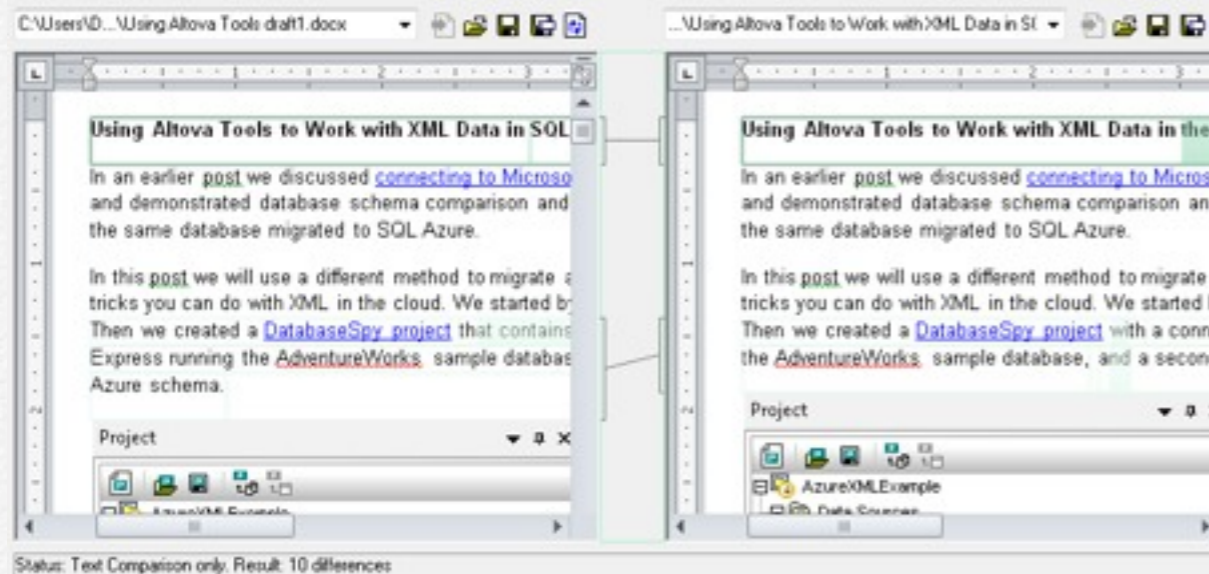 C:\Users\D...\Using Altova Tools draft1.docx
Using Altova Tools to Work with XML Data in SQL
In an earlier post we discussed connecting to Microso
and demonstrated database schema comparison and
the same database migrated to SQL Azure.
In this post we will use a different method to migrate a
tricks you can do with XML in the cloud. We started by
Then we created a DatabaseSpy project that contains
Express running the AdventureWorks sample databas
Azure schema.
Project
AzureXMLExample
...\Using Altova Tools to Work with XML Data in S(
Using Altova Tools to Work with XML Data in the
In an earlier post we discussed connecting to Micros
and demonstrated database schema comparison an
the same database migrated to SQL Azure.
In this post we will use a different method to migrate
tricks you can do with XML in the cloud. We started
Then we created a DatabaseSpy project with a conn
the AdventureWorks sample database, and a secon
Project
AzureXMLExample
Data Sources
Status: Text Comparison only. Result: 10 differences